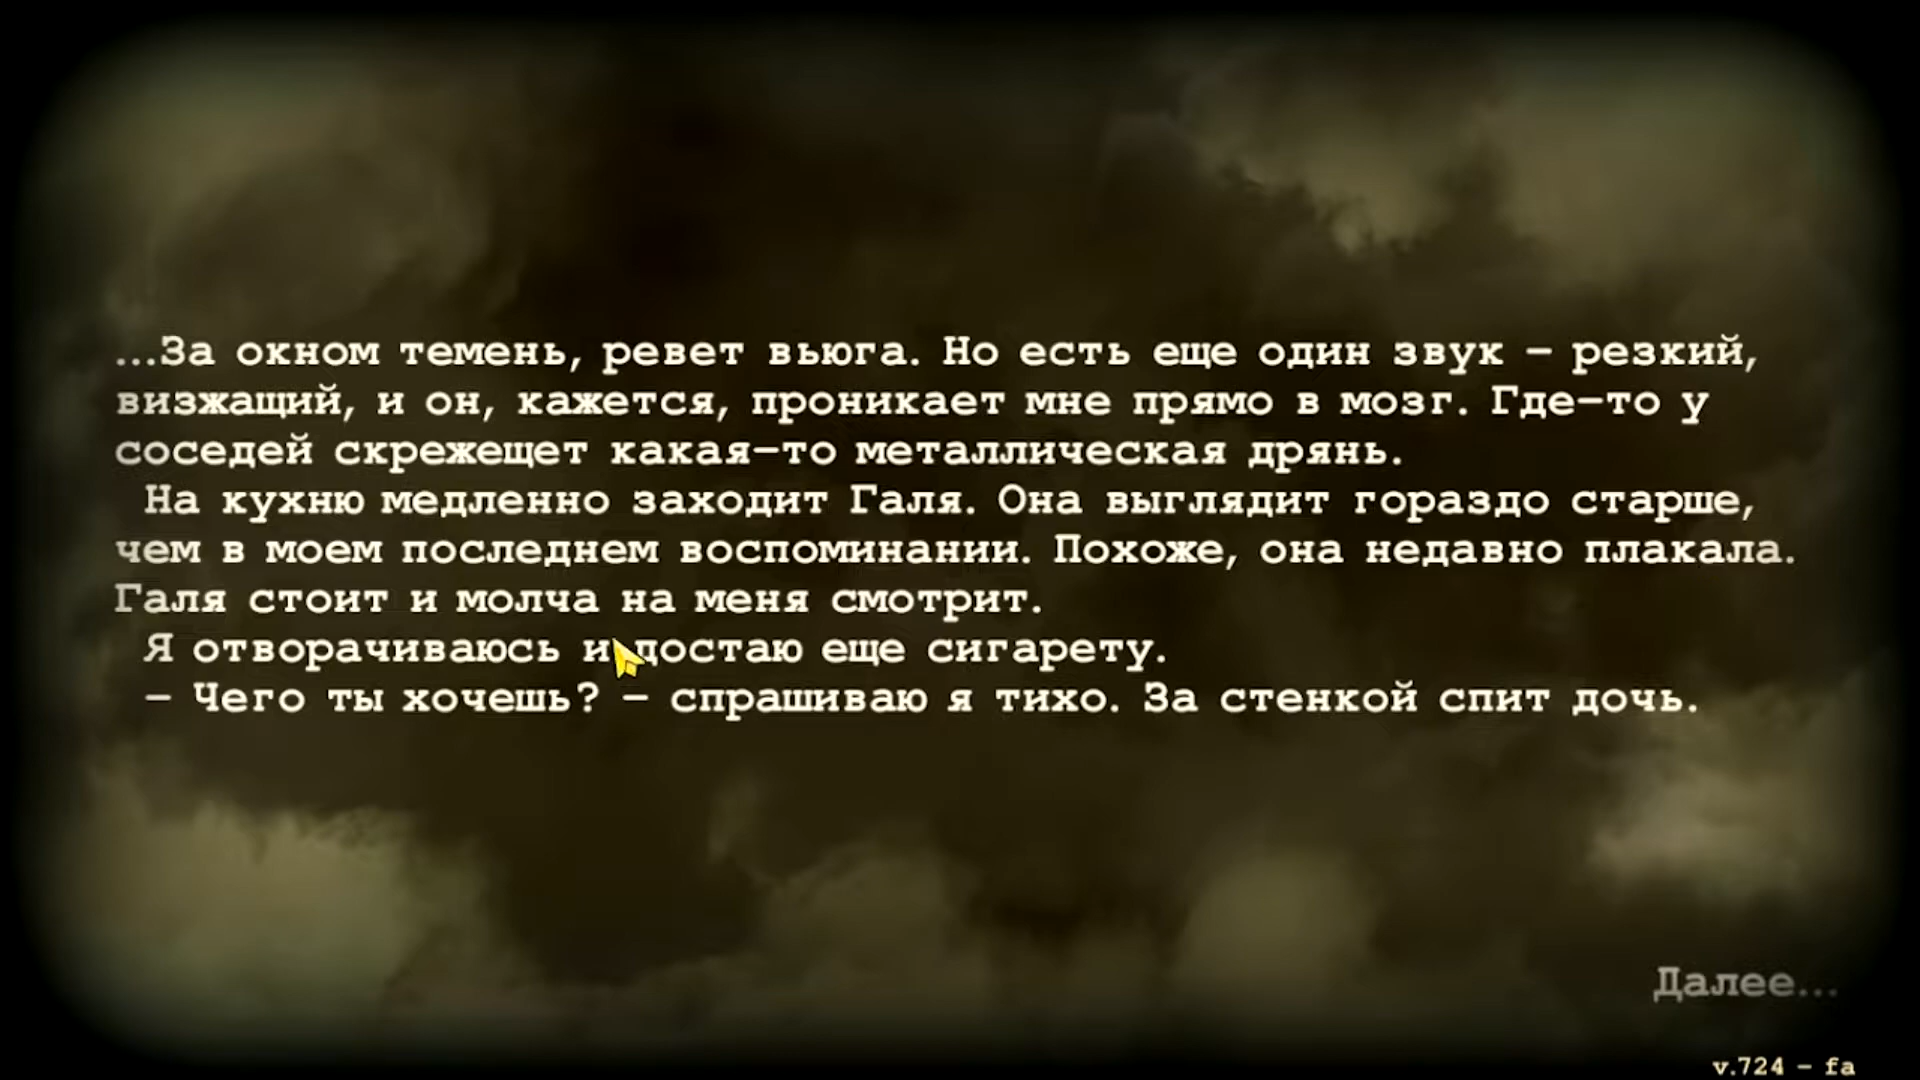 ...За окном темень, ревет вьюга. Но есть еще один звук – резкий,
визжащий, и он, кажется, проникает мне прямо в мозг. Где-то у
соседей скрежещет какая-то металлическая дрянь.
На кухню медленно заходит Галя. Она выглядит гораздо старше,
чем в моем последнем воспоминании. Похоже, она недавно плакала.
Галя стоит и молча на меня смотрит.
Я отворачиваюсь и достаю еще сигарету.
– Чего ты хочешь? – спрашиваю я тихо. За стенкой спит дочь.
Далее...
v.724 – fa